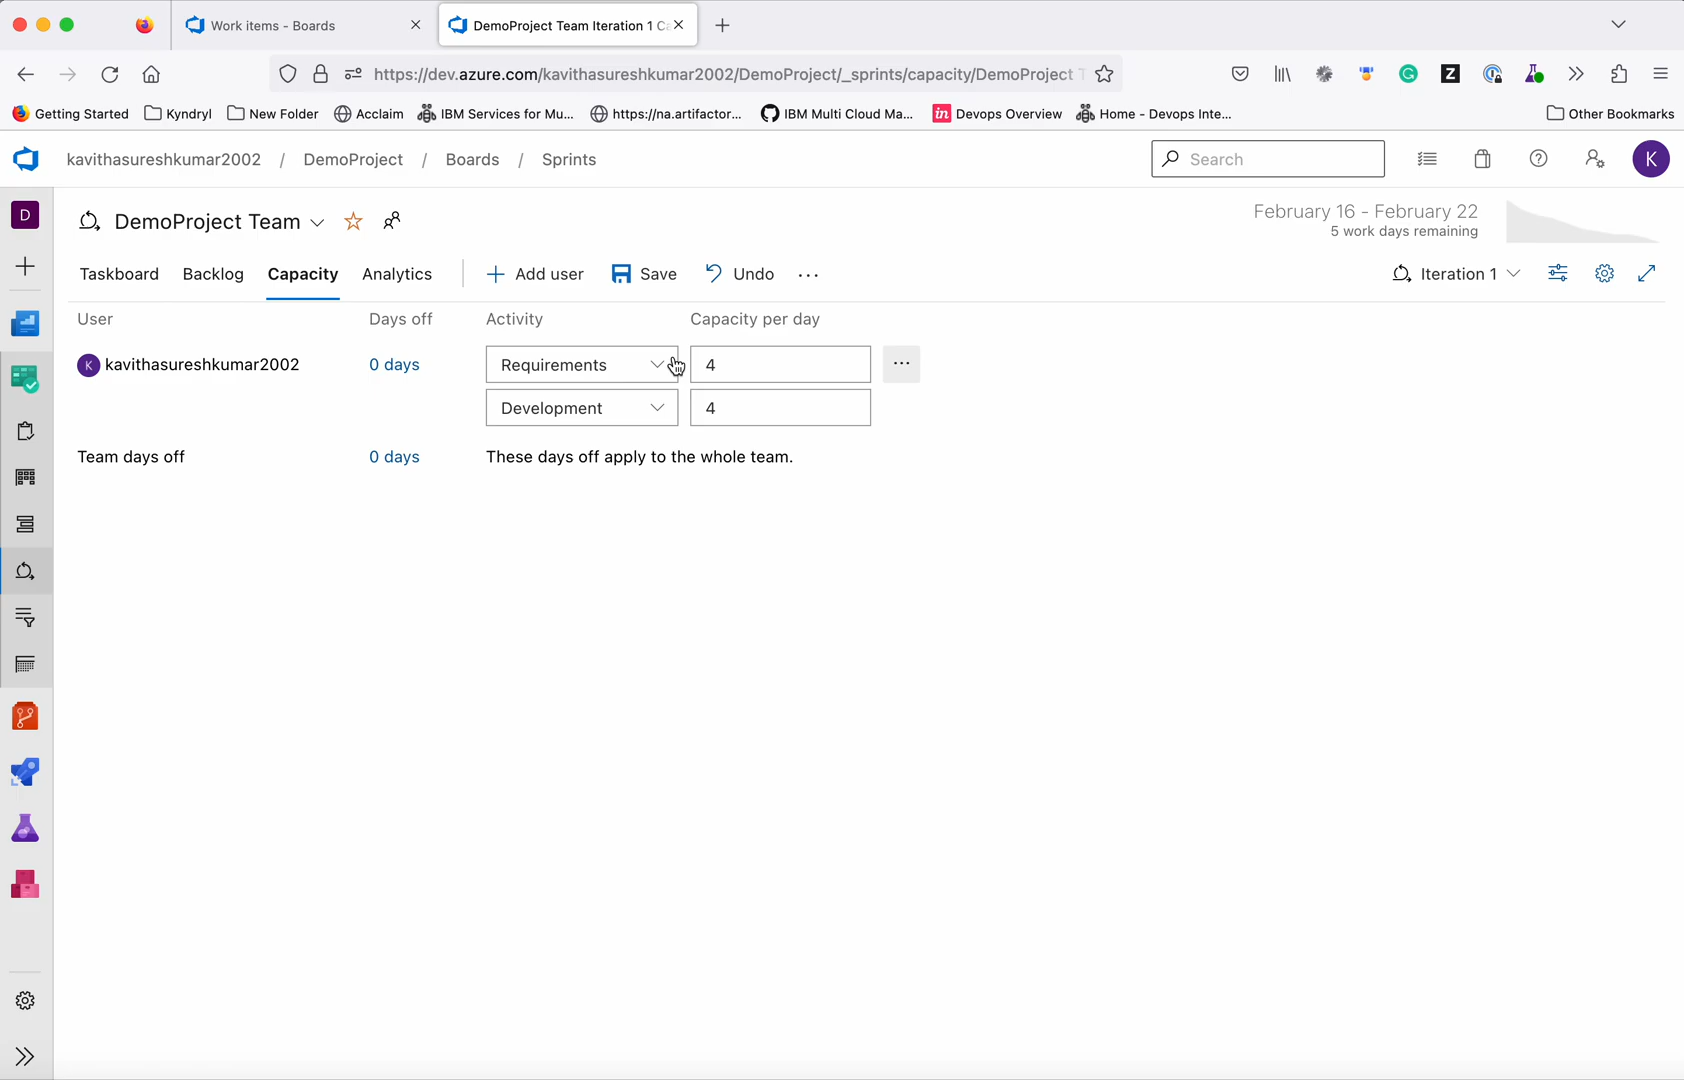 Work items - Boards
DemoProject Team Iteration 1 Ca
https://dev.azure.com/kavithasureshkumar2002/DemoProject/_sprints/capacity/DemoProject T
Getting Started
Kyndryl
New Folder
Acclaim
IBM Services for Mu...
https://na.artifactor...
IBM Multi Cloud Ma...
in Devops Overview
Home - Devops Inte...
Other Bookmarks
kavithasureshkumar2002 / DemoProject / Boards / Sprints
Search
K
D
DemoProject Team
February 16 - February 22
5 work days remaining
Taskboard
Backlog
Capacity
Analytics
Add user
Save
Undo
Iteration 1
User
Days off
Activity
Capacity per day
K kavithasureshkumar2002
0 days
Requirements
4
Development
4
Team days off
0 days
These days off apply to the whole team.